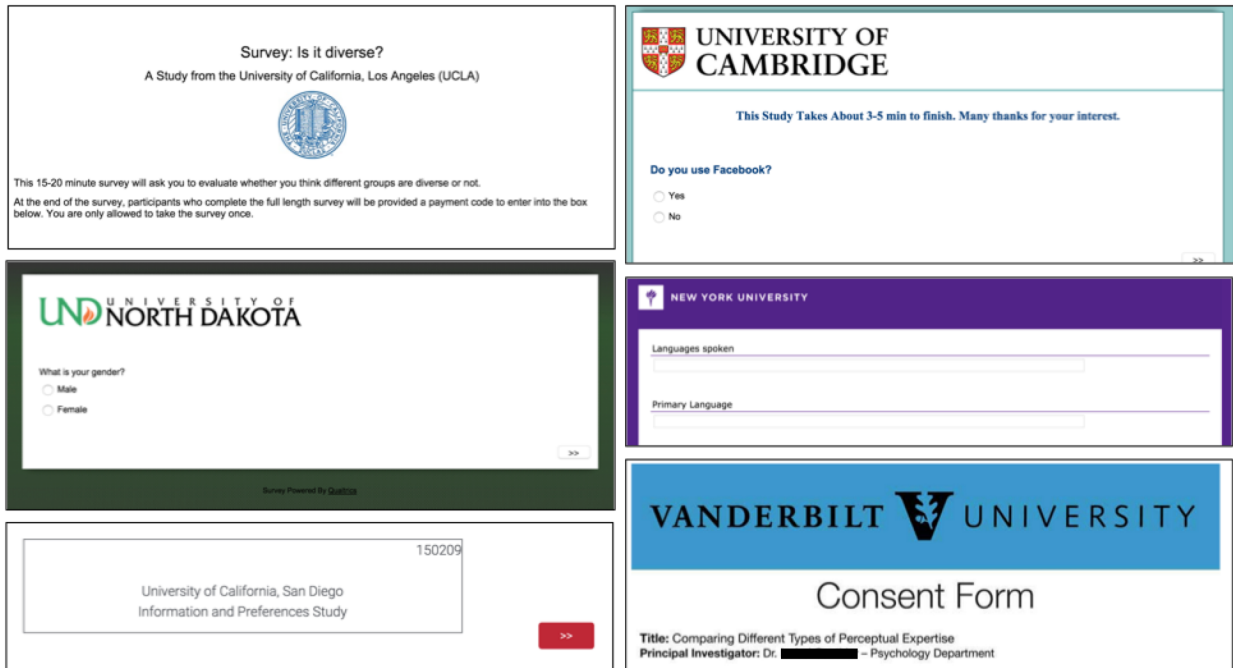 Survey: Is it diverse?
A Study from the University of California, Los Angeles (UCLA)
This 15-20 minute survey will ask you to evaluate whether you think different groups are diverse or not.
At the end of the survey, participants who complete the full length survey will be provided a payment code to enter into the box
below. You are only allowed to take the survey once.
UNIVERSITY OF
CAMBRIDGE
This Study Takes About 3-5 min to finish. Many thanks for your interest.
Do you use Facebook?
Yes
No
>>
UND UNIVERSITY OF
NORTH DAKOTA
What is your gender?
Male
Female
>>
Survey Powered By Qualtrics
NEW YORK UNIVERSITY
Languages spoken
Primary Language
150209
University of California, San Diego
Information and Preferences Study
>>
VANDERBILT V UNIVERSITY
Consent Form
Title: Comparing Different Types of Perceptual Expertise
Principal Investigator: Dr. – Psychology Department